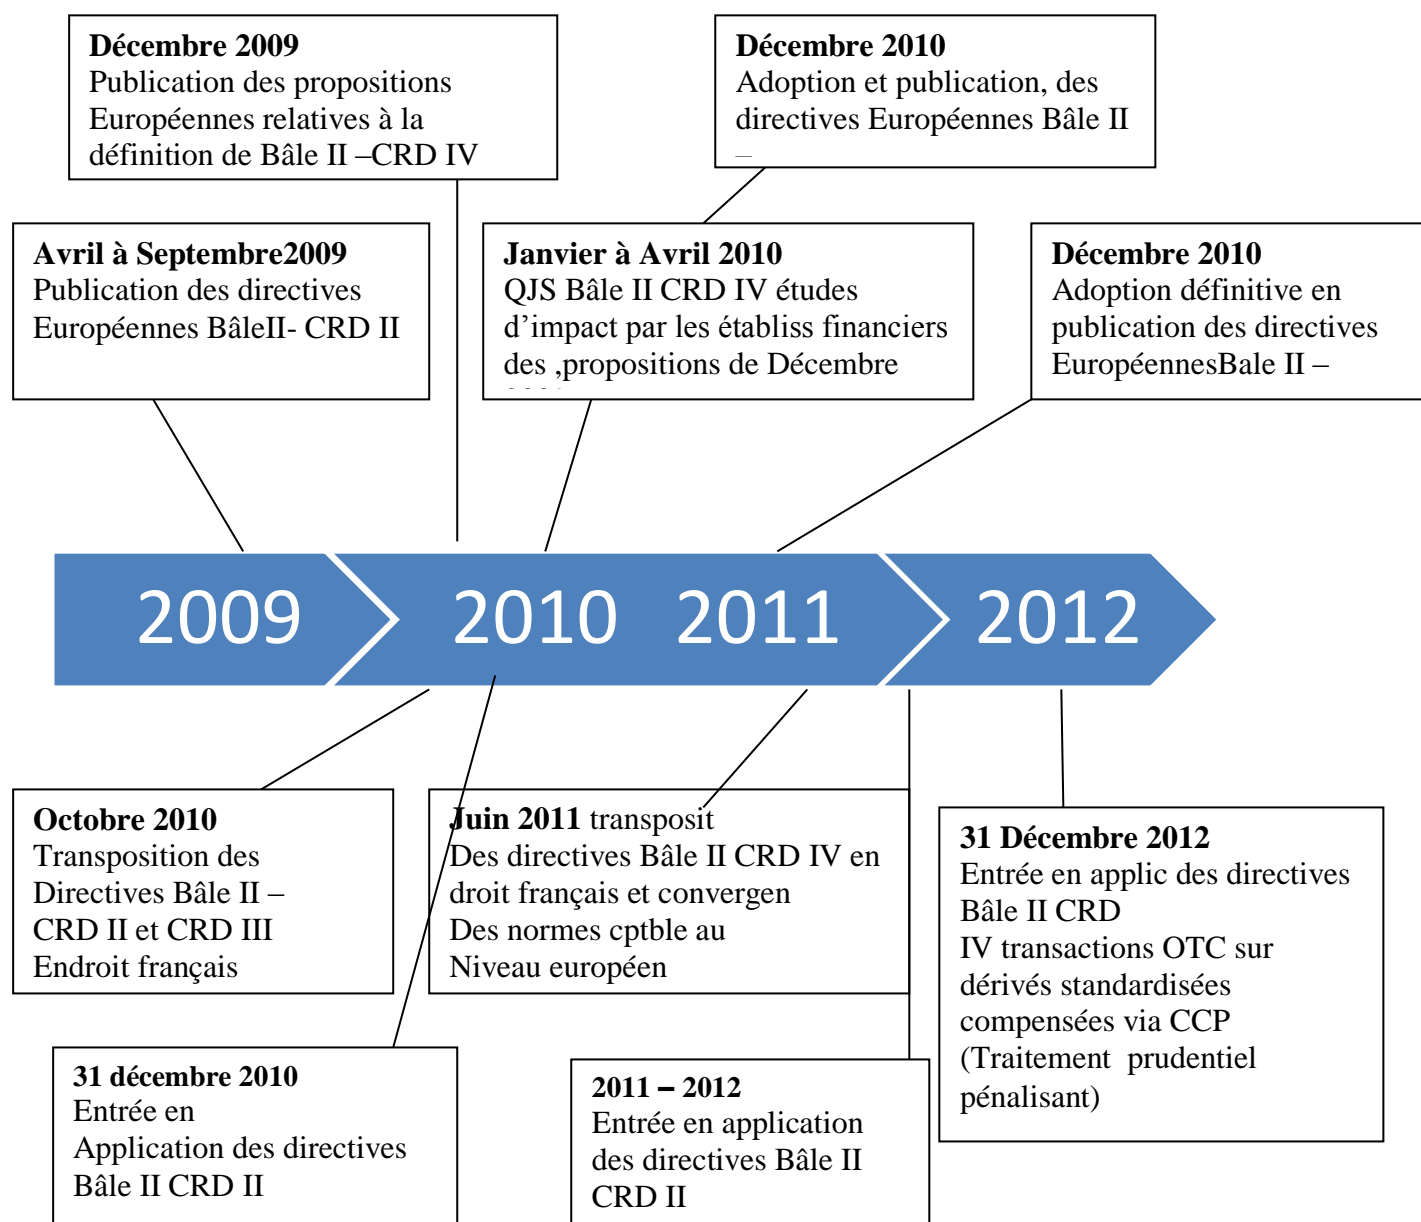 Décembre 2009
Publication des propositions
Européennes relatives à la
définition de Bâle II –CRD IV
Décembre 2010
Adoption et publication, des
directives Européennes Bâle II
–
Avril à Septembre2009
Publication des directives
Européennes BâleII- CRD II
Janvier à Avril 2010
QJS Bâle II CRD IV études
d’impact par les établiss financiers
des ,propositions de Décembre
Décembre 2010
Adoption définitive en
publication des directives
EuropéennesBale II –
2009
2010
2011
2012
Octobre 2010
Transposition des
Directives Bâle II –
CRD II et CRD III
Endroit français
Juin 2011 transposit
Des directives Bâle II CRD IV en
droit français et convergen
Des normes cptble au
Niveau européen
31 Décembre 2012
Entrée en applic des directives
Bâle II CRD
IV transactions OTC sur
dérivés standardisées
compensées via CCP
(Traitement prudentiel
pénalisant)
31 décembre 2010
Entrée en
Application des directives
Bâle II CRD II
2011 – 2012
Entrée en application
des directives Bâle II
CRD II